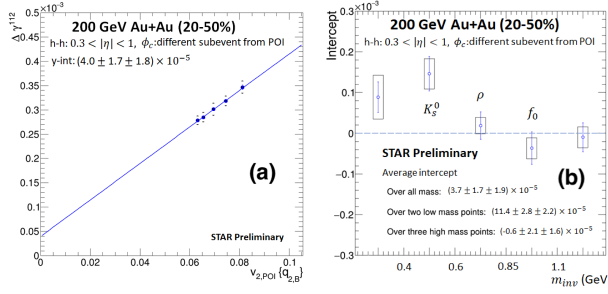 ×10⁻³
200 GeV Au+Au (20-50%)
h-h: 0.3 < |η| < 1, ϕc:different subevent from POI
y-int: (4.0 ± 1.7 ± 1.8) × 10⁻⁵
Δ γ¹¹²
0.45
0.4
0.35
0.3
0.25
0.2
0.15
0.1
0.05
0
(a)
STAR Preliminary
0 0.02 0.04 0.06 0.08 0.1
v2,POI {q2,B}
×10⁻³
200 GeV Au+Au (20-50%)
h-h: 0.3 < |η| < 1, ϕc:different subevent from POI
Intercept
0.3
0.2
0.1
0
−0.1
−0.2
−0.3
K⁰s
ρ
f0
STAR Preliminary
(b)
Average intercept
Over all mass: (3.7 ± 1.7 ± 1.9) × 10⁻⁵
Over two low mass points: (11.4 ± 2.8 ± 2.2) × 10⁻⁵
Over three high mass points: (-0.6 ± 2.1 ± 1.6) × 10⁻⁵
0.4 0.6 0.85 1.1
minv (GeV